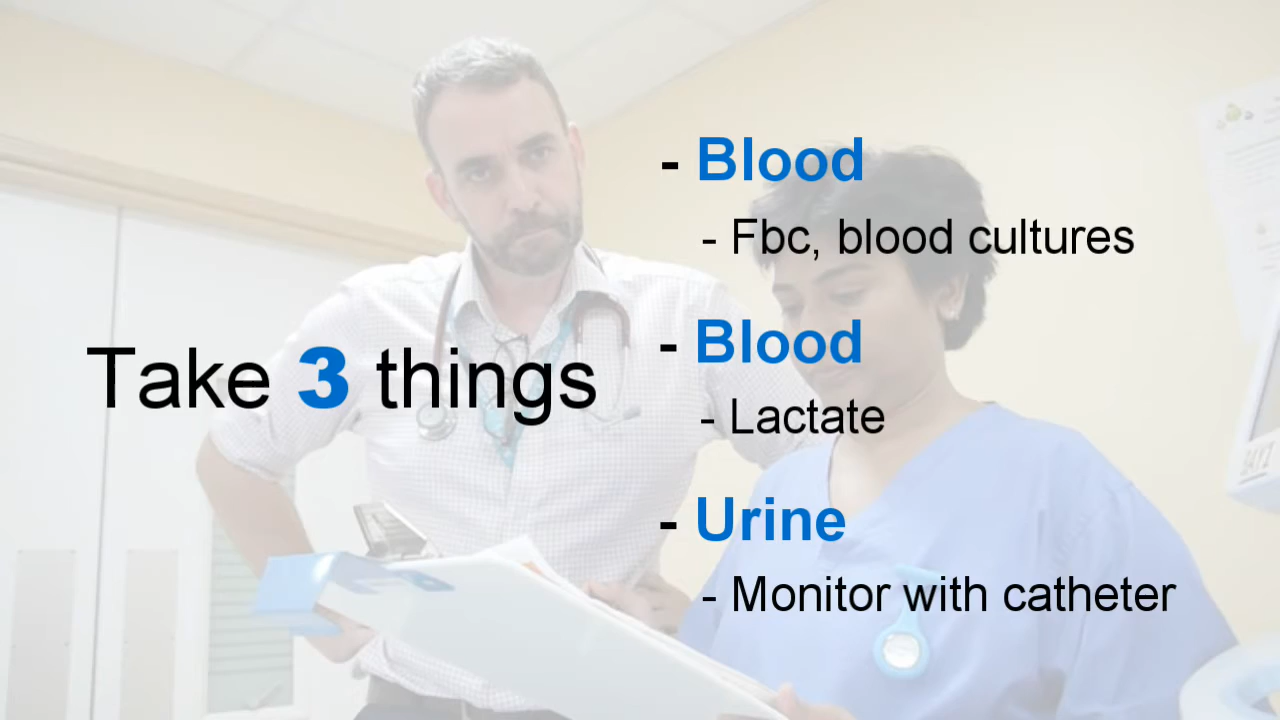 Take 3 things
- Blood
- Fbc, blood cultures
- Blood
- Lactate
- Urine
- Monitor with catheter